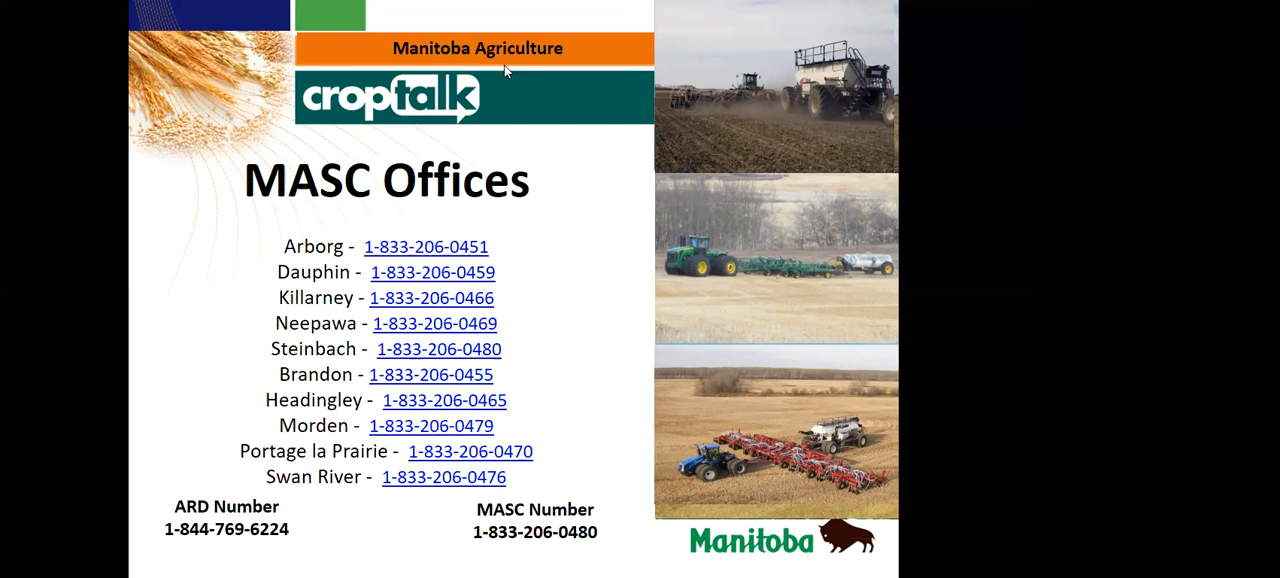 Manitoba Agriculture
croptalk
MASC Offices
Arborg - 1-833-206-0451
Dauphin - 1-833-206-0459
Killarney - 1-833-206-0466
Neepawa - 1-833-206-0469
Steinbach - 1-833-206-0480
Brandon - 1-833-206-0455
Headingley - 1-833-206-0465
Morden - 1-833-206-0479
Portage la Prairie - 1-833-206-0470
Swan River - 1-833-206-0476
ARD Number
1-844-769-6224
MASC Number
1-833-206-0480
Manitoba